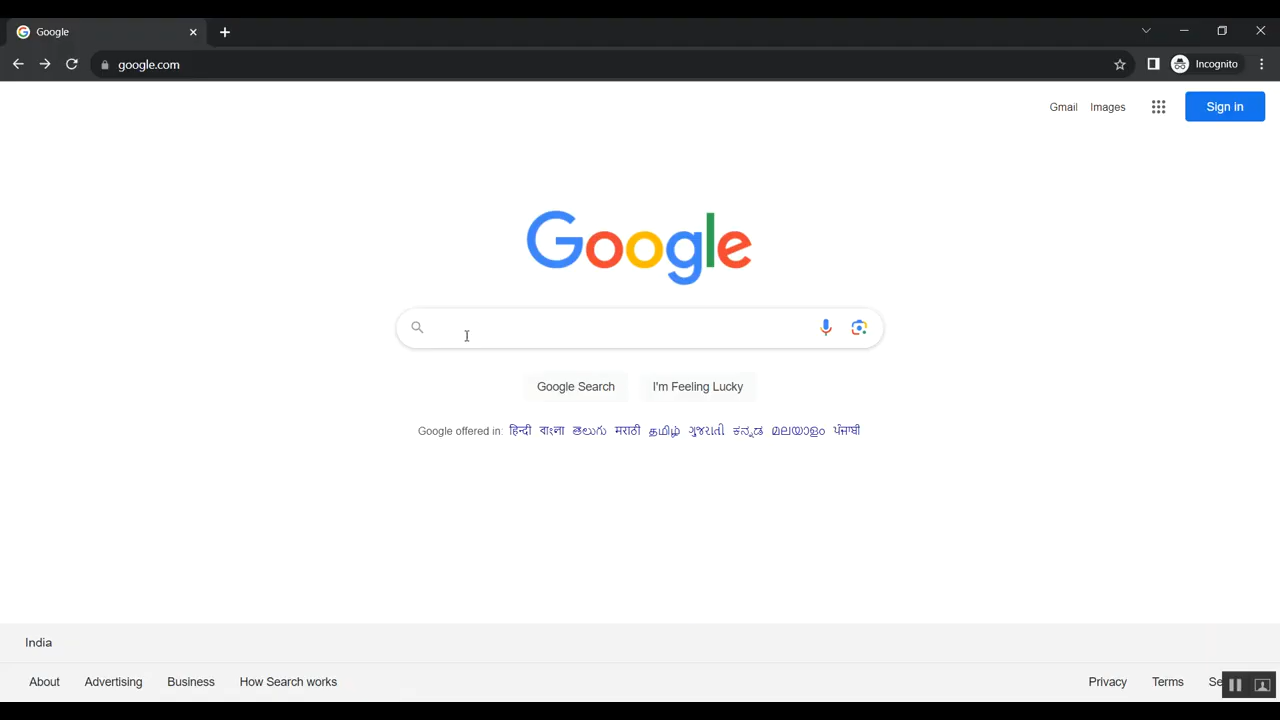 Google
google.com
Incognito
Gmail Images Sign in
Google
Google Search I'm Feeling Lucky
Google offered in: हिन्दी বাংলা తెలుగు मराठी தமிழ் ગુજરાતી ಕನ್ನಡ മലയാളം ਪੰਜਾਬੀ
India
About Advertising Business How Search works Privacy Terms